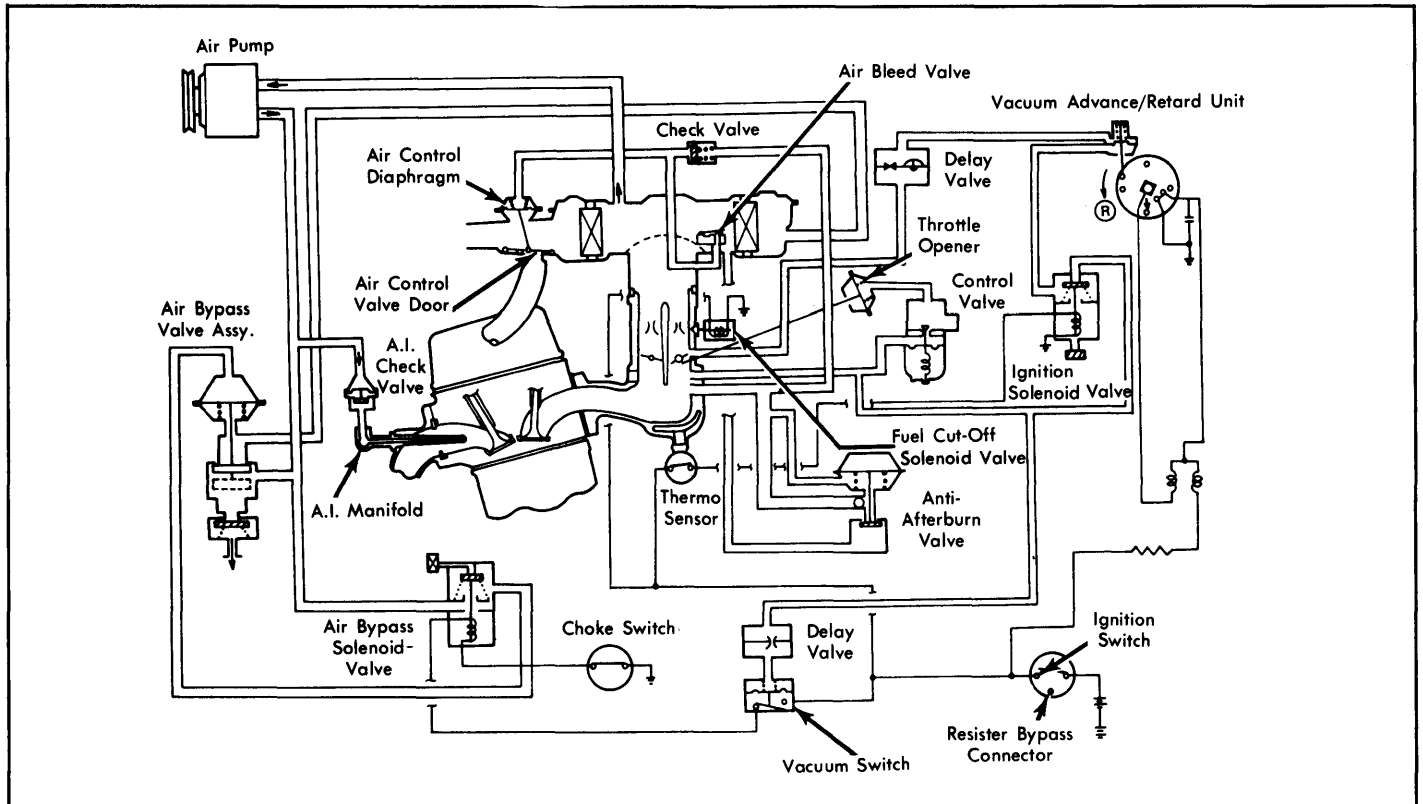 Air Pump
Air Bleed Valve
Vacuum Advance/Retard Unit
Check Valve
Air Control
Diaphragm
Delay
Valve
R
Throttle
Opener
Air Control
Valve Door
Control
Valve
Air Bypass
Valve Assy.
A.I.
Check
Valve
Ignition
Solenoid Valve
Fuel Cut-Off
Solenoid Valve
A.I. Manifold
Thermo
Sensor
Anti-
Afterburn
Valve
Air Bypass
Solenoid-
Valve
Choke Switch
Delay
Valve
Ignition
Switch
Resister Bypass
Connector
Vacuum Switch